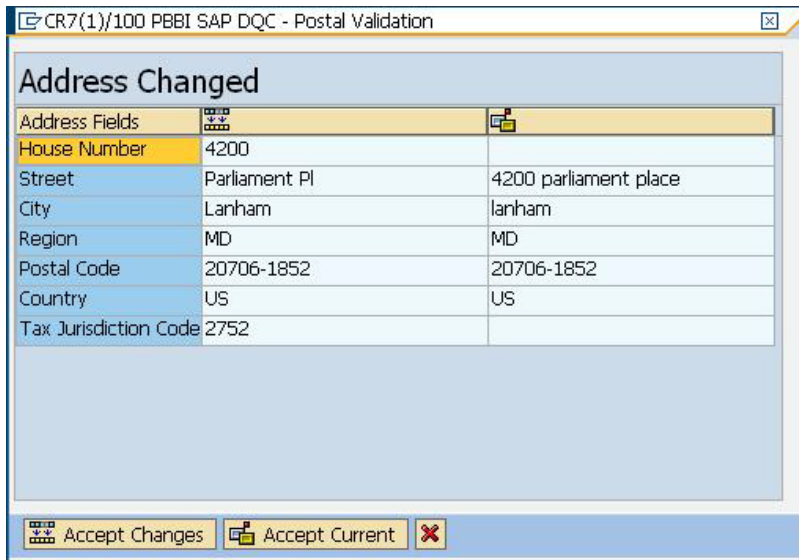 CR7(1)/100 PBBI SAP DQC - Postal Validation
Address Changed
Address Fields
House Number 4200
Street Parliament Pl 4200 parliament place
City Lanham lanham
Region MD MD
Postal Code 20706-1852 20706-1852
Country US US
Tax Jurisdiction Code 2752
Accept Changes Accept Current